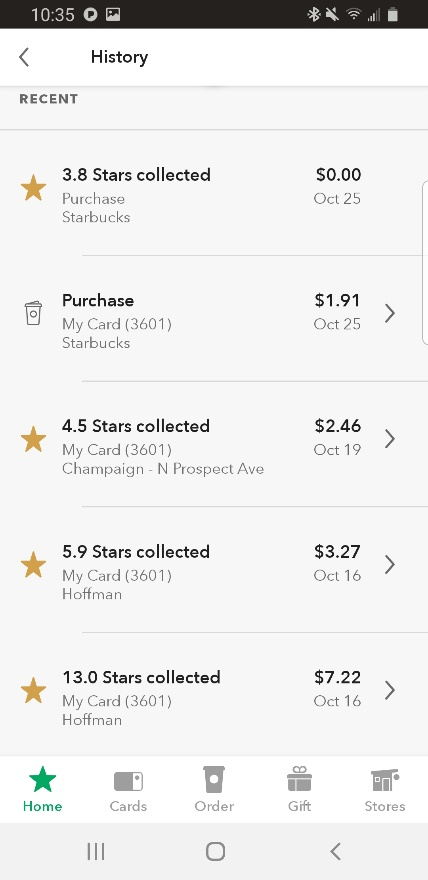 10:35
History
RECENT
3.8 Stars collected $0.00
Purchase Oct 25
Starbucks
Purchase $1.91
My Card (3601) Oct 25
Starbucks
4.5 Stars collected $2.46
My Card (3601) Oct 19
Champaign - N Prospect Ave
5.9 Stars collected $3.27
My Card (3601) Oct 16
Hoffman
13.0 Stars collected $7.22
My Card (3601) Oct 16
Hoffman
Home Cards Order Gift Stores